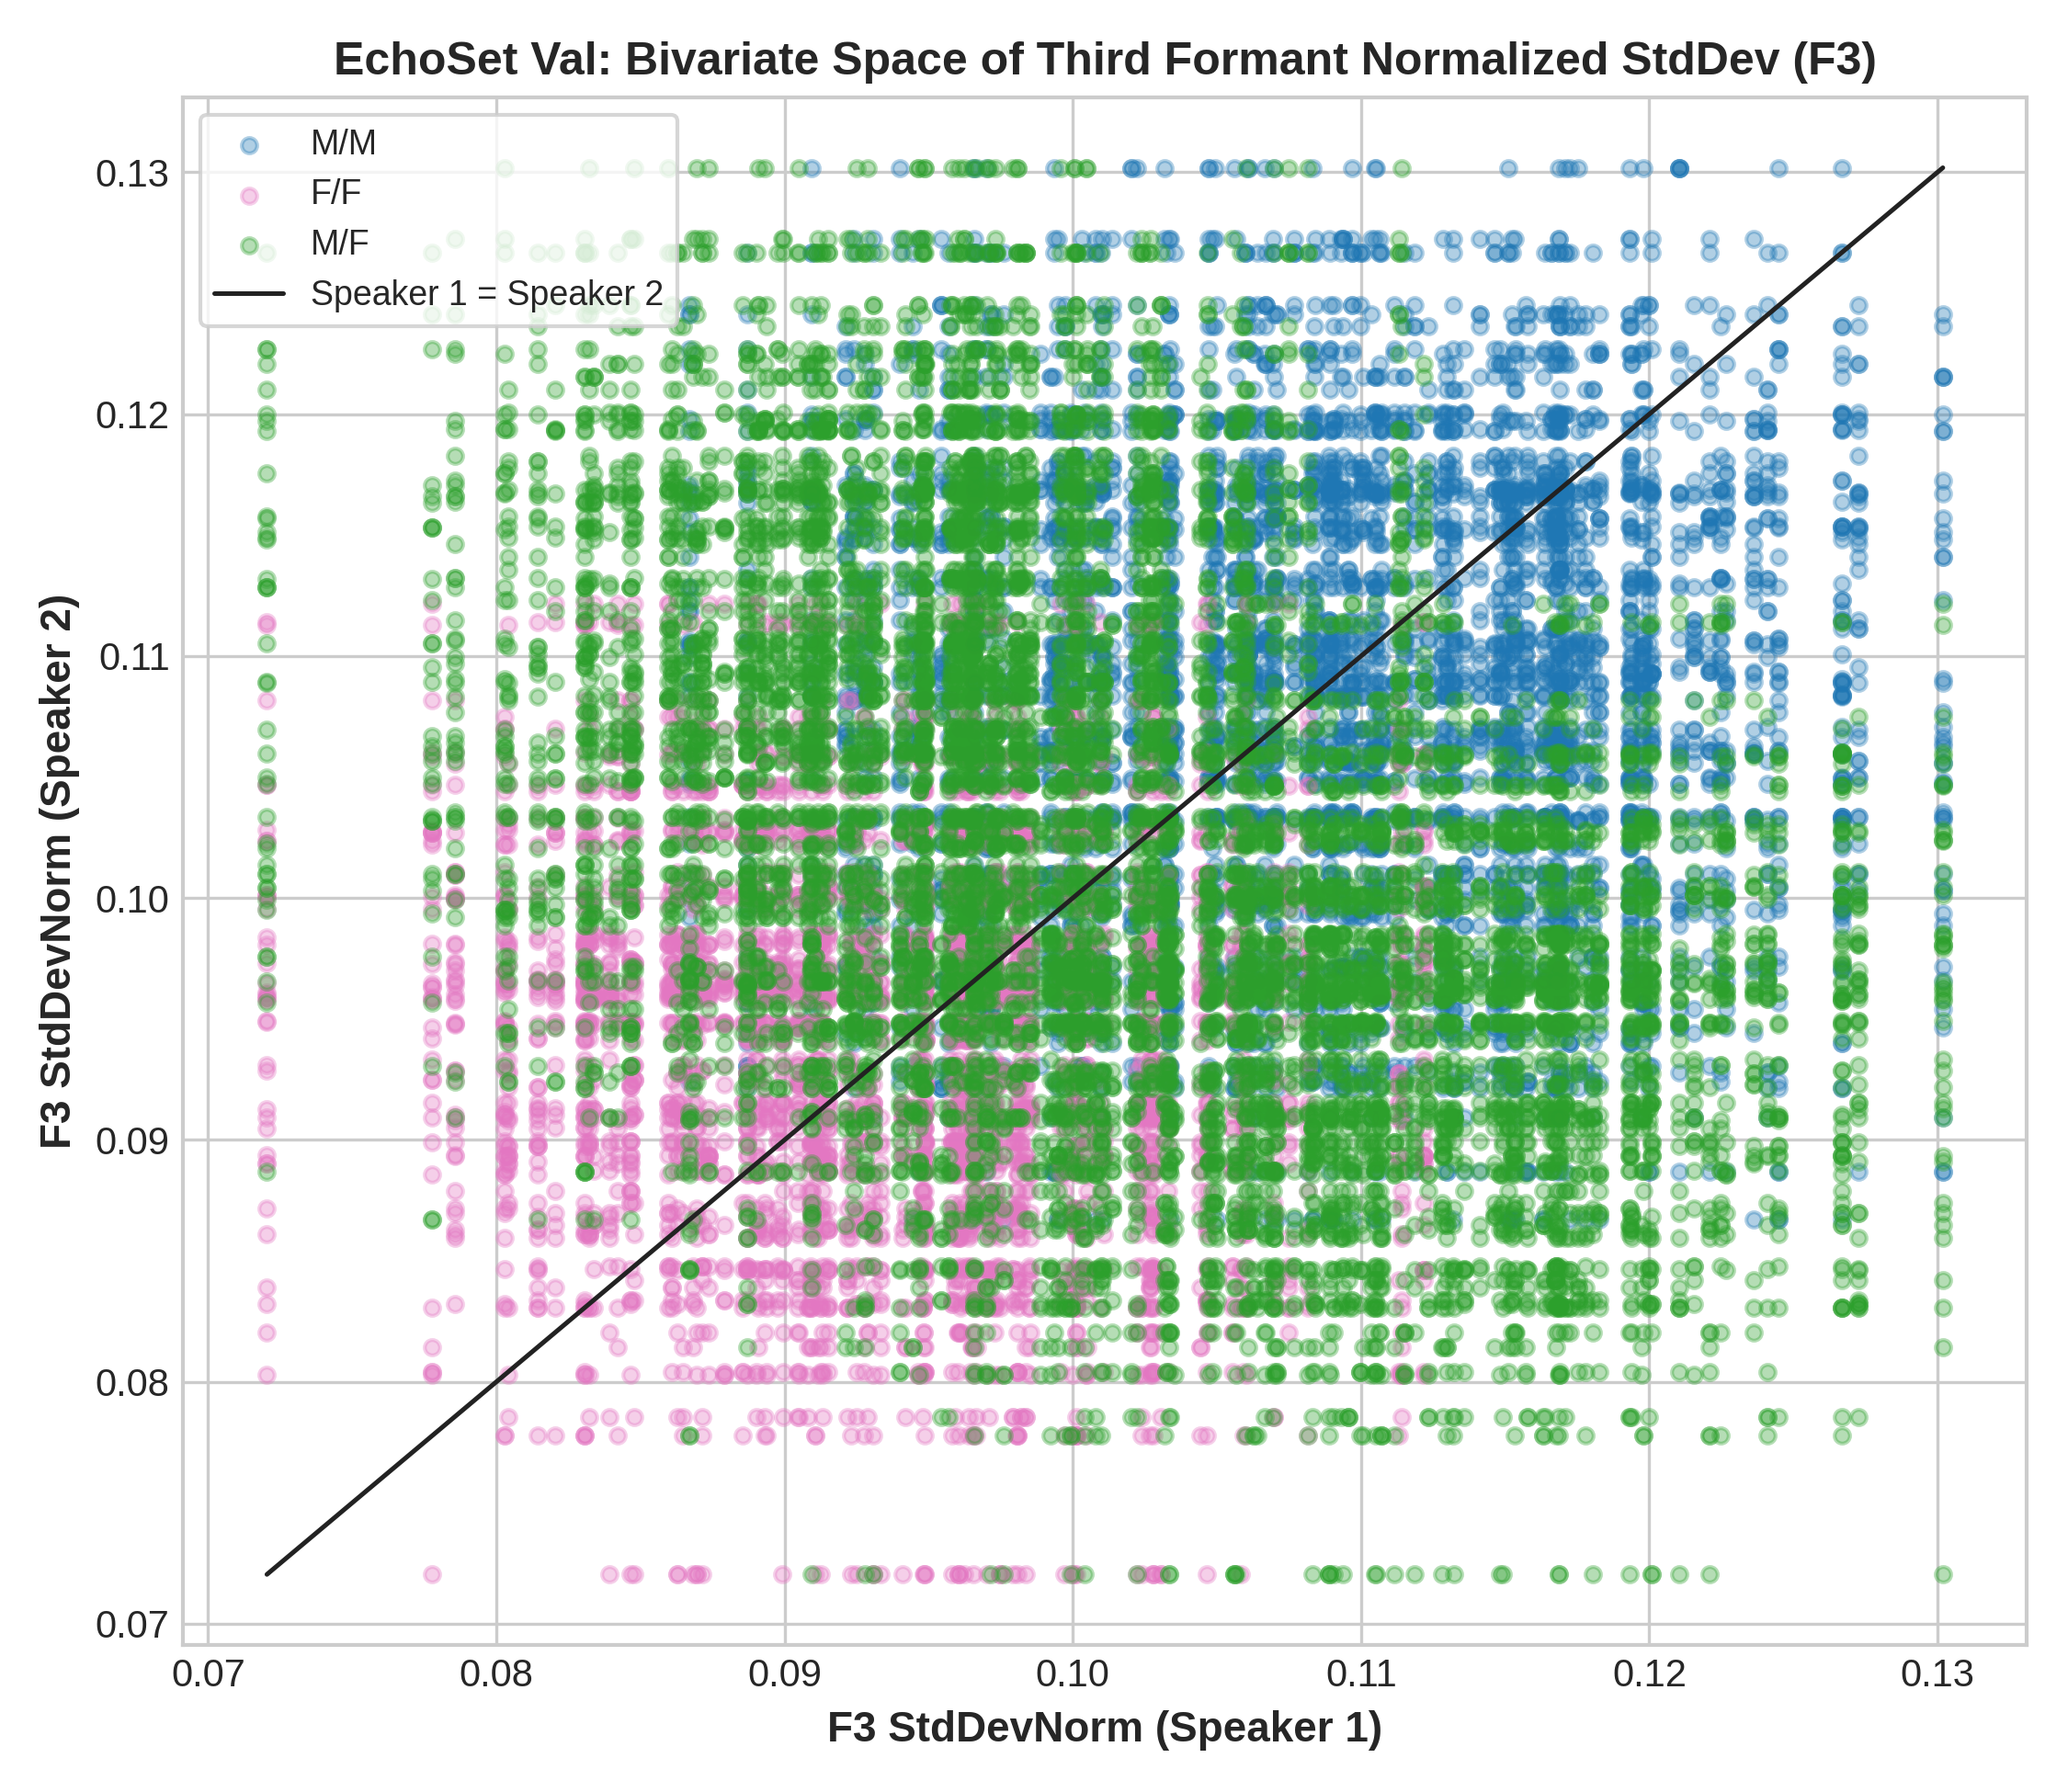 EchoSet Val: Bivariate Space of Third Formant Normalized StdDev (F3)
M/M
F/F
M/F
Speaker 1 = Speaker 2
F3 StdDevNorm (Speaker 2)
0.13
0.12
0.11
0.10
0.09
0.08
0.07
0.07 0.08 0.09 0.10 0.11 0.12 0.13
F3 StdDevNorm (Speaker 1)